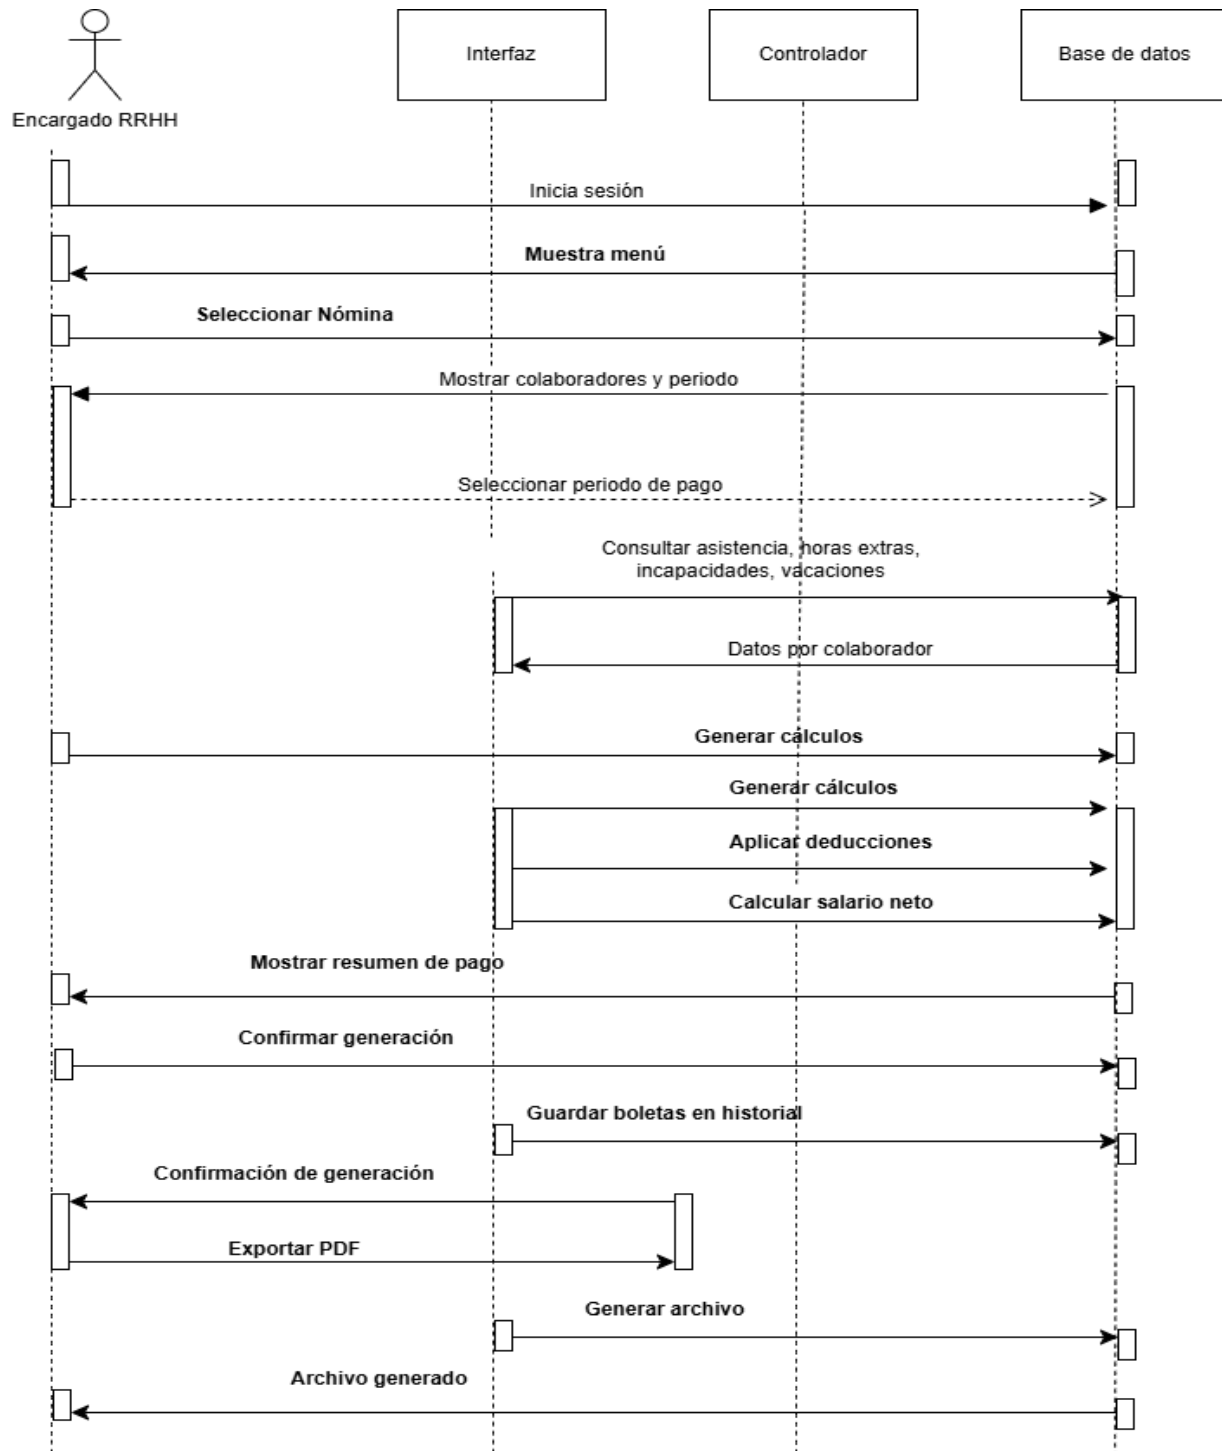 Interfaz
Controlador
Base de datos
Encargado RRHH
Inicia sesión
Muestra menú
Seleccionar Nómina
Mostrar colaboradores y periodo
Seleccionar periodo de pago
Consultar asistencia, horas extras,
incapacidades, vacaciones
Datos por colaborador
Generar cálculos
Generar cálculos
Aplicar deducciones
Calcular salario neto
Mostrar resumen de pago
Confirmar generación
Guardar boletas en historial
Confirmación de generación
Exportar PDF
Generar archivo
Archivo generado